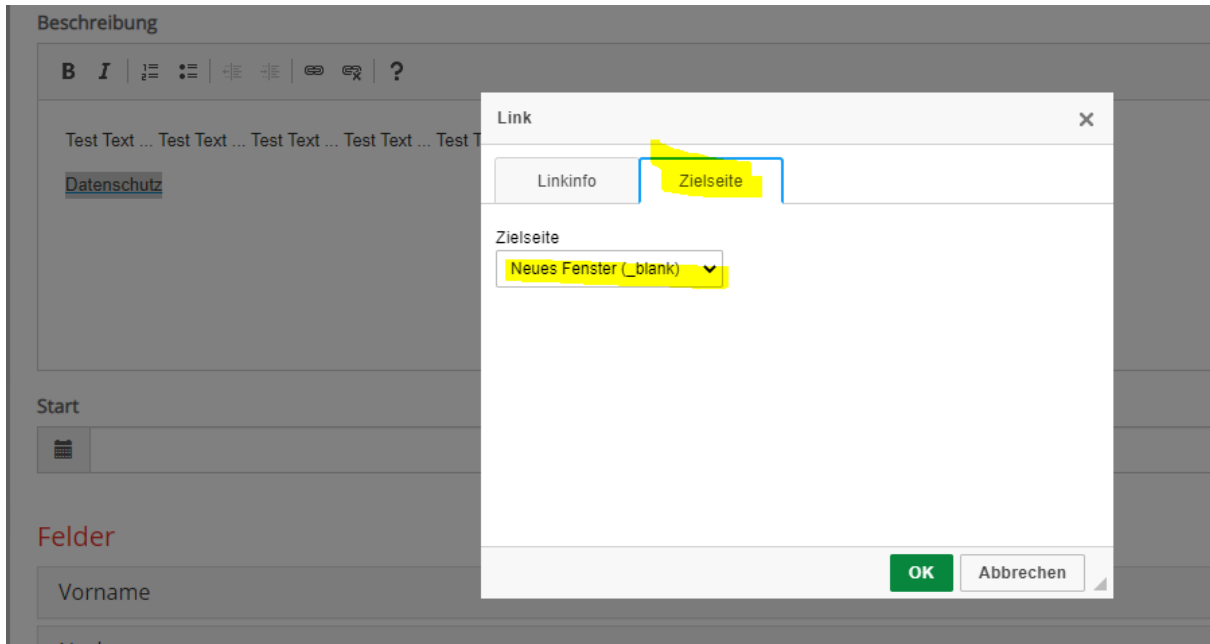 Beschreibung
B I ?
Test Text ... Test Text ... Test Text ... Test Text ... Test T
Datenschutz
Link
Linkinfo Zielseite
Zielseite
Neues Fenster (_blank)
OK Abbrechen
Start
Felder
Vorname